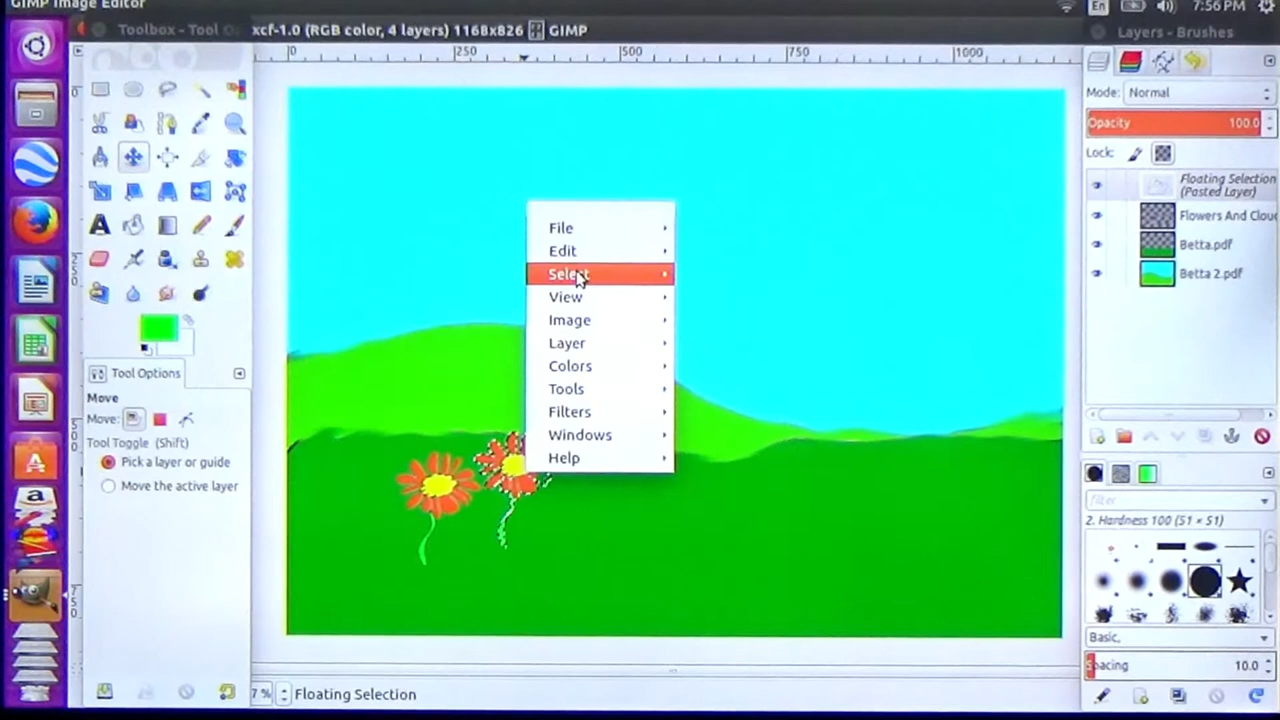 GIMP Image Editor
En
7:56 PM
Toolbox - Tool O
xcf-1.0 (RGB color, 4 layers) 1168x826
GIMP
Layers - Brushes
0
250
500
750
1000
Mode: Normal
Opacity 100.0
Lock:
Floating Selection
(Pasted Layer)
Flowers And Clou
Betta.pdf
Betta 2.pdf
File
Edit
Select
View
Image
Layer
Colors
Tools
Filters
Windows
Help
Tool Options
Move
Move:
Tool Toggle (Shift)
Pick a layer or guide
Move the active layer
filter
2. Hardness 100 (51 × 51)
Basic,
Spacing 10.0
7 %
Floating Selection